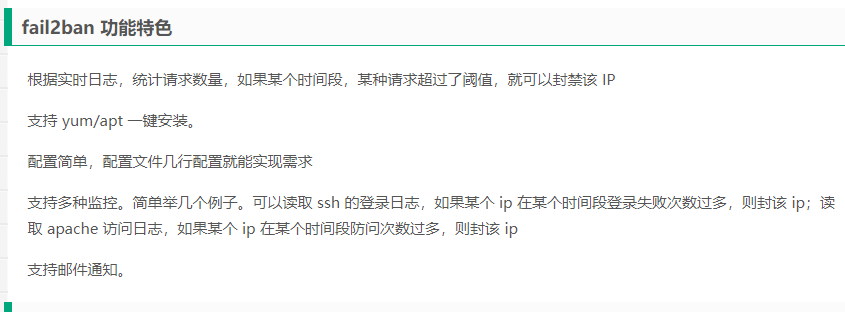 fail2ban 功能特色
根据实时日志，统计请求数量，如果某个时间段，某种请求超过了阈值，就可以封禁该 IP
支持 yum/apt 一键安装。
配置简单，配置文件几行配置就能实现需求
支持多种监控。简单举几个例子。可以读取 ssh 的登录日志，如果某个 ip 在某个时间段登录失败次数过多，则封该 ip；读
取 apache 访问日志，如果某个 ip 在某个时间段防问次数过多，则封该 ip
支持邮件通知。